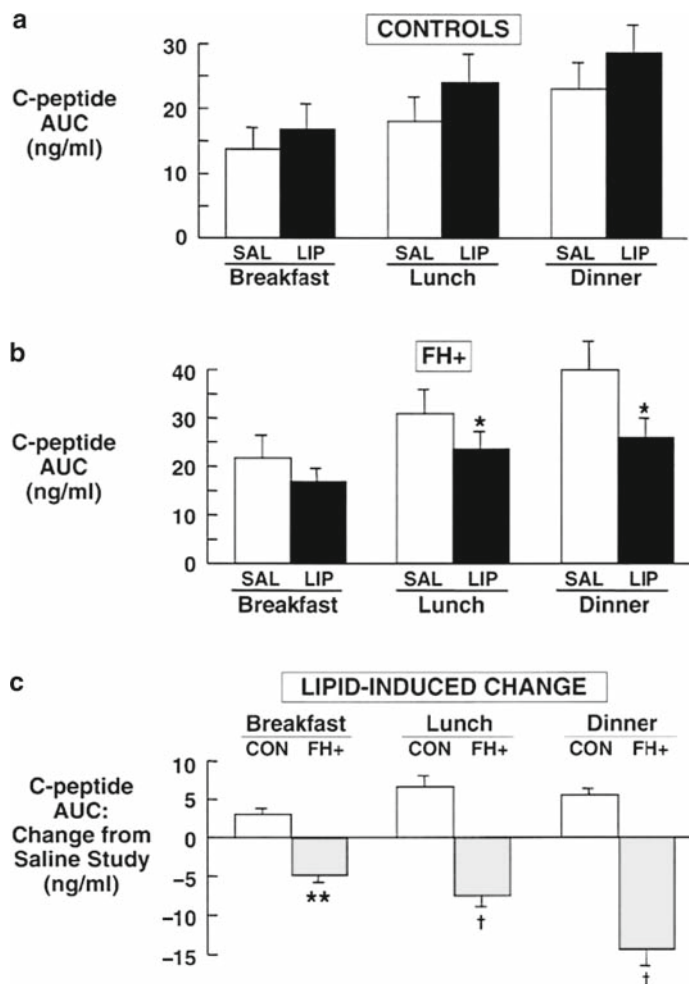 a
CONTROLS
C-peptide
AUC
(ng/ml)
30
20
10
0
SAL LIP SAL LIP SAL LIP
Breakfast Lunch Dinner
b
FH+
C-peptide
AUC
(ng/ml)
40
30
20
10
0
*
*
SAL LIP SAL LIP SAL LIP
Breakfast Lunch Dinner
c
LIPID-INDUCED CHANGE
Breakfast Lunch Dinner
CON FH+ CON FH+ CON FH+
C-peptide
AUC:
Change from
Saline Study
(ng/ml)
10
5
0
−5
−10
−15
**
†
†